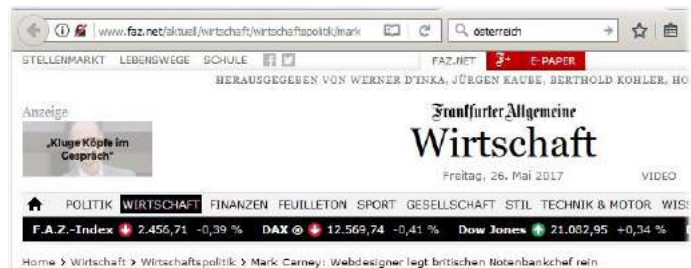 www.faz.net/aktuell/wirtschaft/wirtschaftspolitik/mark
österreich
STELLENMARKT LEBENSWEGE SCHULE FAZ.NET F+ E-PAPER
HERAUSGEGEBEN VON WERNER D'INKA, JÜRGEN KAUBE, BERTHOLD KOHLER, HO
Anzeige
„Kluge Köpfe im
Gespräch“
Frankfurter Allgemeine
Wirtschaft
Freitag, 26. Mai 2017 VIDEO
POLITIK WIRTSCHAFT FINANZEN FEUILLETON SPORT GESELLSCHAFT STIL TECHNIK & MOTOR WISS
F.A.Z.-Index 2.456,71 -0,39 % DAX ® 12.569,74 -0,41 % Dow Jones 21.082,95 +0,34 %
Home > Wirtschaft > Wirtschaftspolitik > Mark Carney: Webdesigner legt britischen Notenbankchef rein